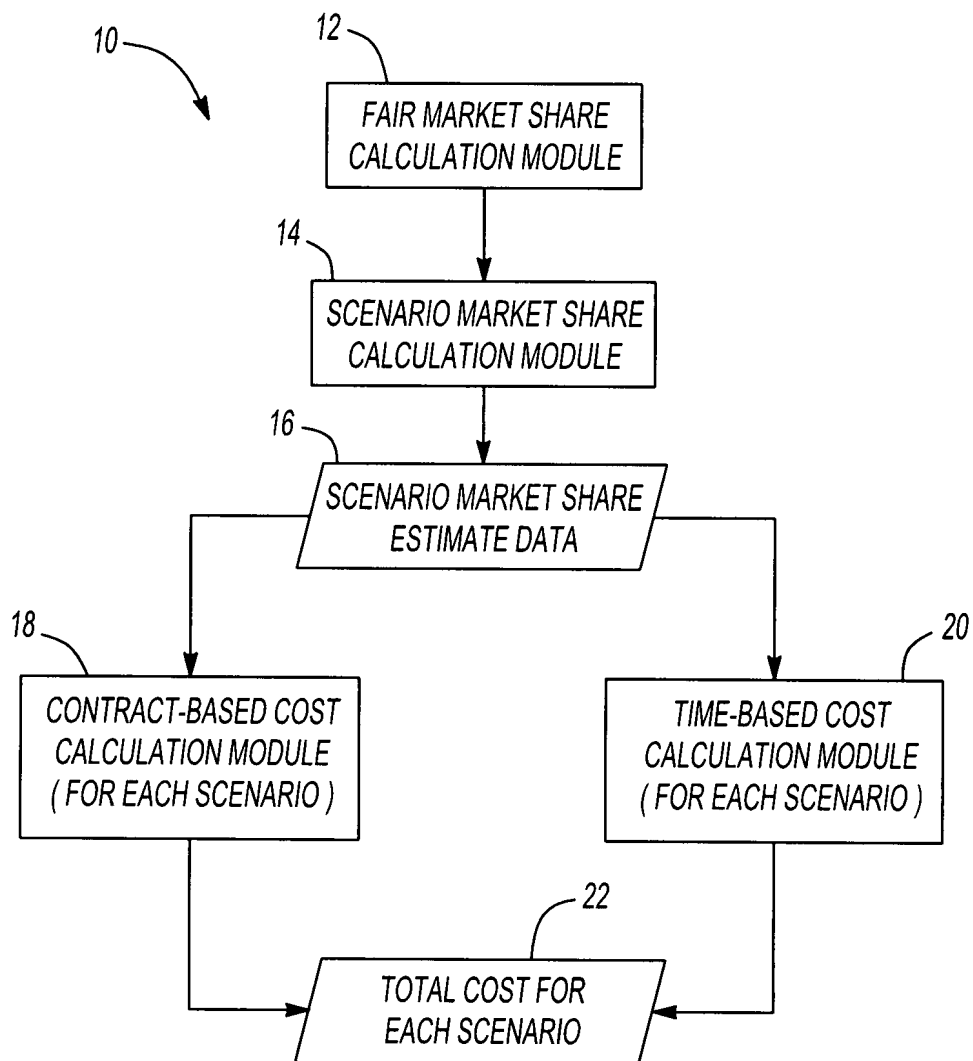 10
12
FAIR MARKET SHARE
CALCULATION MODULE
14
SCENARIO MARKET SHARE
CALCULATION MODULE
16
SCENARIO MARKET SHARE
ESTIMATE DATA
18
CONTRACT-BASED COST
CALCULATION MODULE
( FOR EACH SCENARIO )
20
TIME-BASED COST
CALCULATION MODULE
( FOR EACH SCENARIO )
22
TOTAL COST FOR
EACH SCENARIO